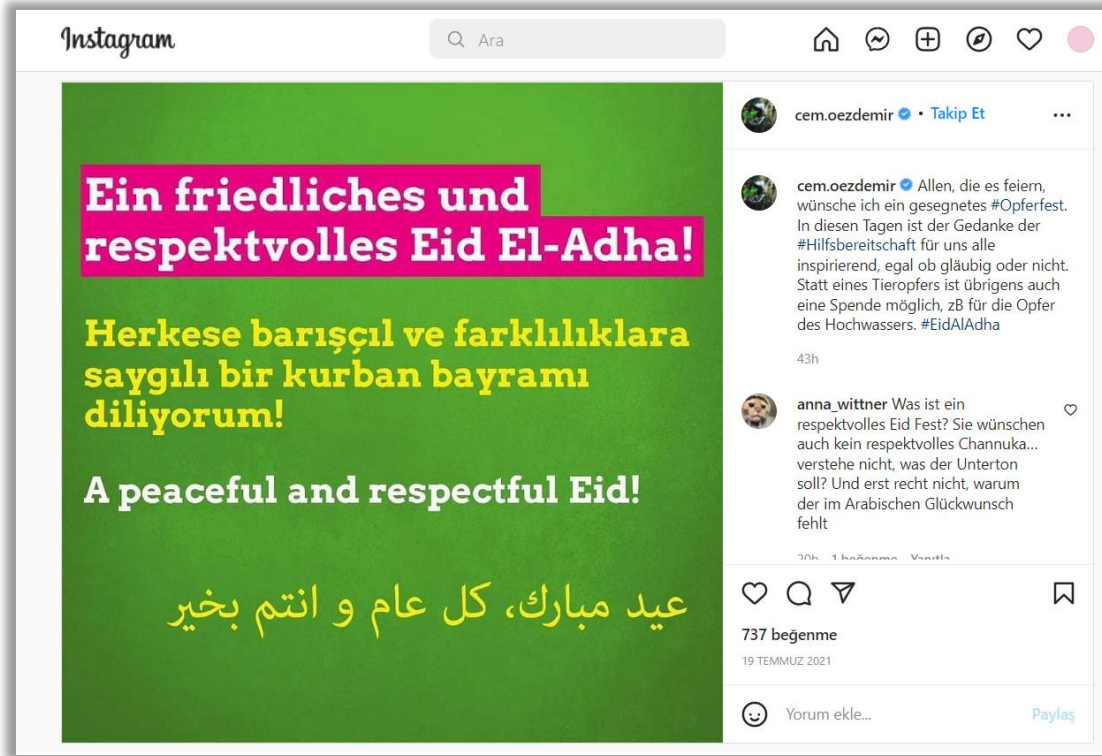 Instagram
Ara
Ein friedliches und
respektvolles Eid El-Adha!
Herkese barışçıl ve farklılıklara
saygılı bir kurban bayramı
diliyorum!
A peaceful and respectful Eid!
عيد مبارك، كل عام و انتم بخير
cem.oezdemir • Takip Et
cem.oezdemir Allen, die es feiern,
wünsche ich ein gesegnetes #Opferfest.
In diesen Tagen ist der Gedanke der
#Hilfsbereitschaft für uns alle
inspirierend, egal ob gläubig oder nicht.
Statt eines Tieropfers ist übrigens auch
eine Spende möglich, zB für die Opfer
des Hochwassers. #EidAlAdha
43h
anna_wittner Was ist ein
respektvolles Eid Fest? Sie wünschen
auch kein respektvolles Channuka...
verstehe nicht, was der Unterton
soll? Und erst recht nicht, warum
der im Arabischen Glückwunsch
fehlt
20h 1 beğenme Yanıtla
737 beğenme
19 TEMMUZ 2021
Yorum ekle...
Paylaş